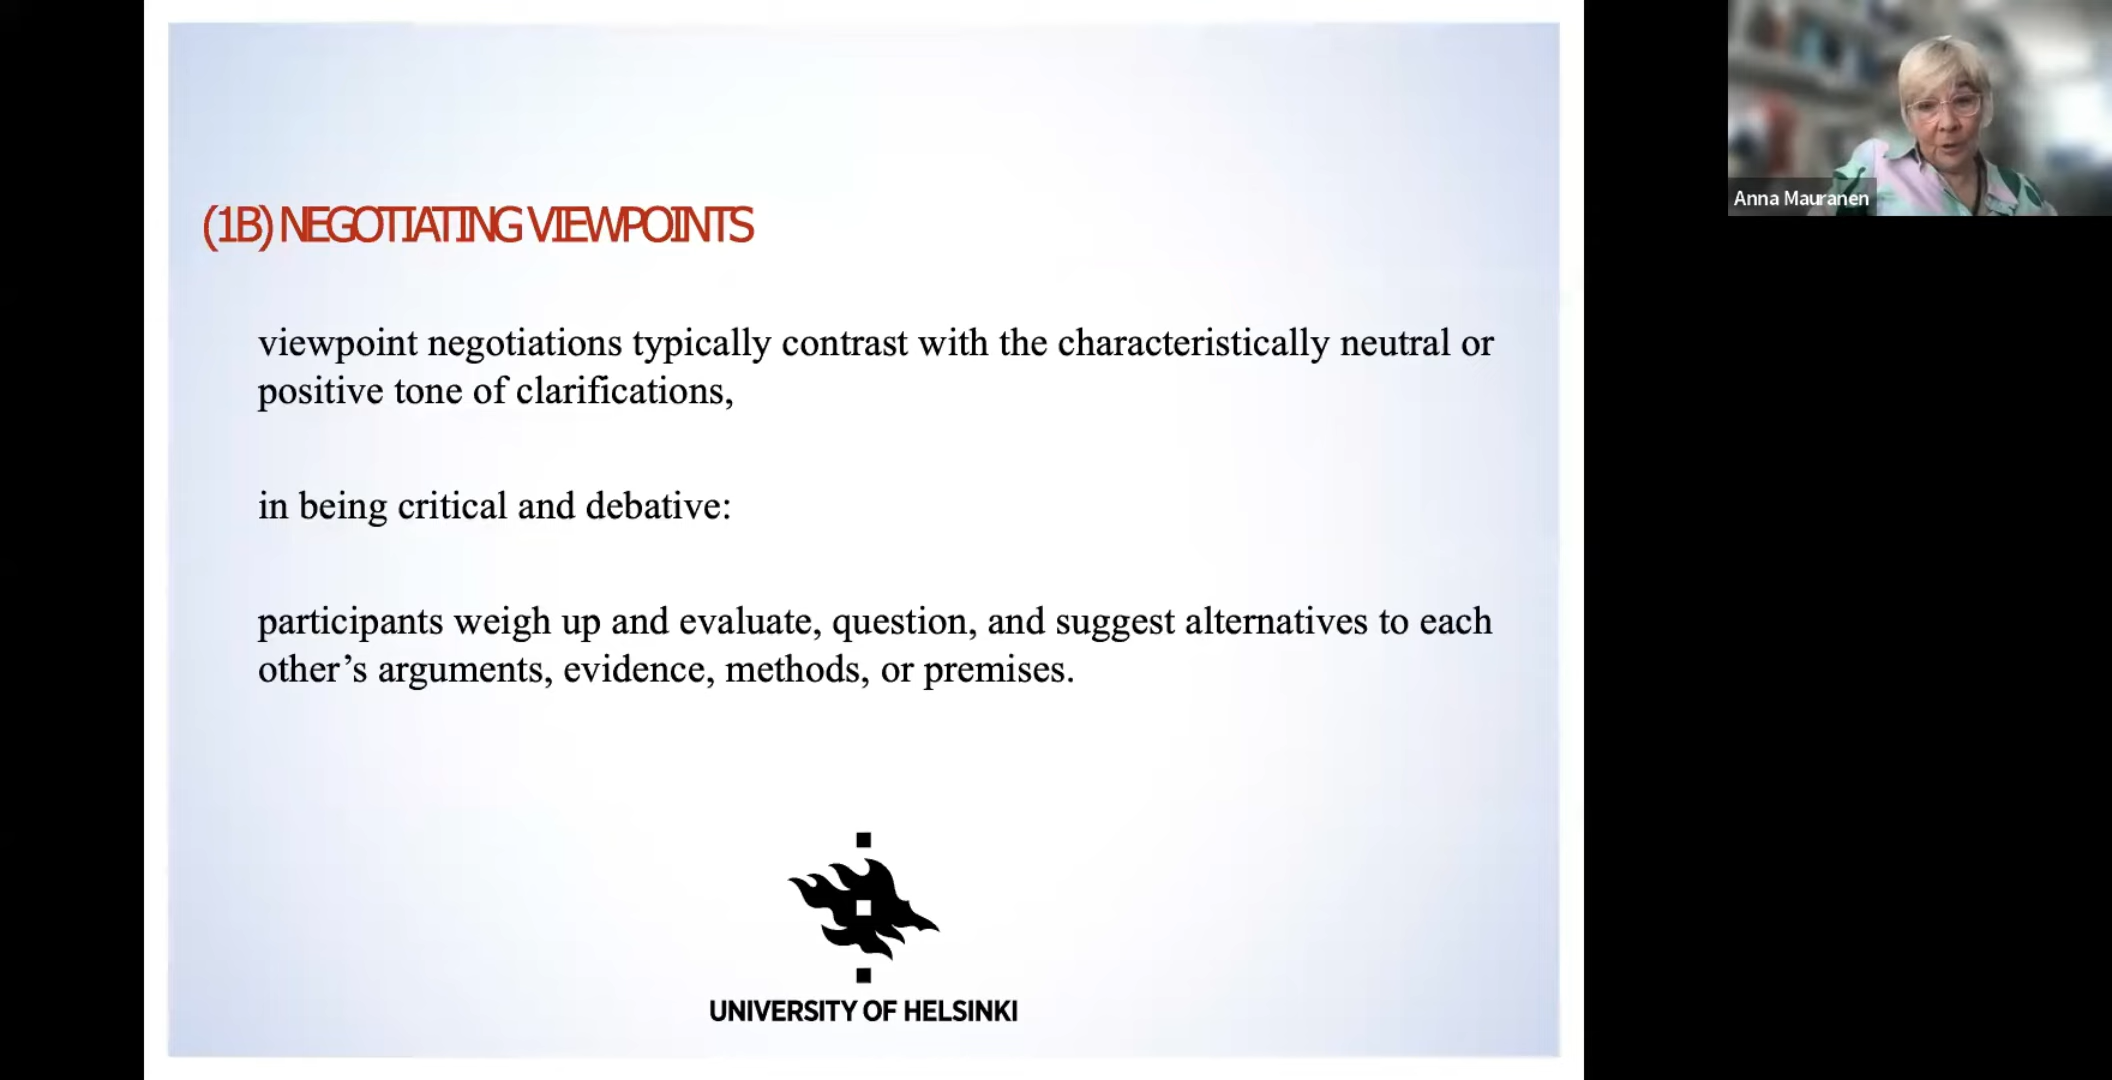 (1B) NEGOTIATING VIEWPOINTS
viewpoint negotiations typically contrast with the characteristically neutral or
positive tone of clarifications,
in being critical and debative:
participants weigh up and evaluate, question, and suggest alternatives to each
other’s arguments, evidence, methods, or premises.
UNIVERSITY OF HELSINKI
Anna Mauranen